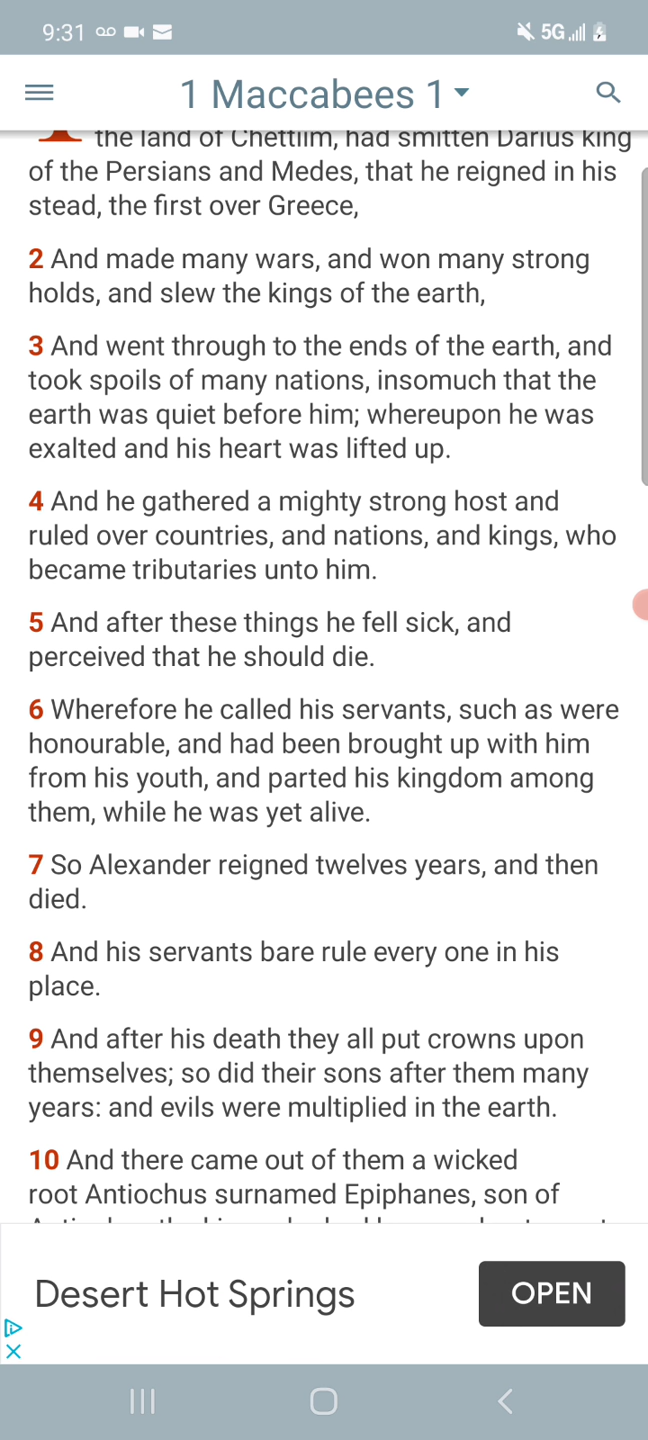 9:31
5G
1 Maccabees 1
the land of Chettiim, had smitten Darius king
of the Persians and Medes, that he reigned in his
stead, the first over Greece,
2 And made many wars, and won many strong
holds, and slew the kings of the earth,
3 And went through to the ends of the earth, and
took spoils of many nations, insomuch that the
earth was quiet before him; whereupon he was
exalted and his heart was lifted up.
4 And he gathered a mighty strong host and
ruled over countries, and nations, and kings, who
became tributaries unto him.
5 And after these things he fell sick, and
perceived that he should die.
6 Wherefore he called his servants, such as were
honourable, and had been brought up with him
from his youth, and parted his kingdom among
them, while he was yet alive.
7 So Alexander reigned twelves years, and then
died.
8 And his servants bare rule every one in his
place.
9 And after his death they all put crowns upon
themselves; so did their sons after them many
years: and evils were multiplied in the earth.
10 And there came out of them a wicked
root Antiochus surnamed Epiphanes, son of
Desert Hot Springs
OPEN